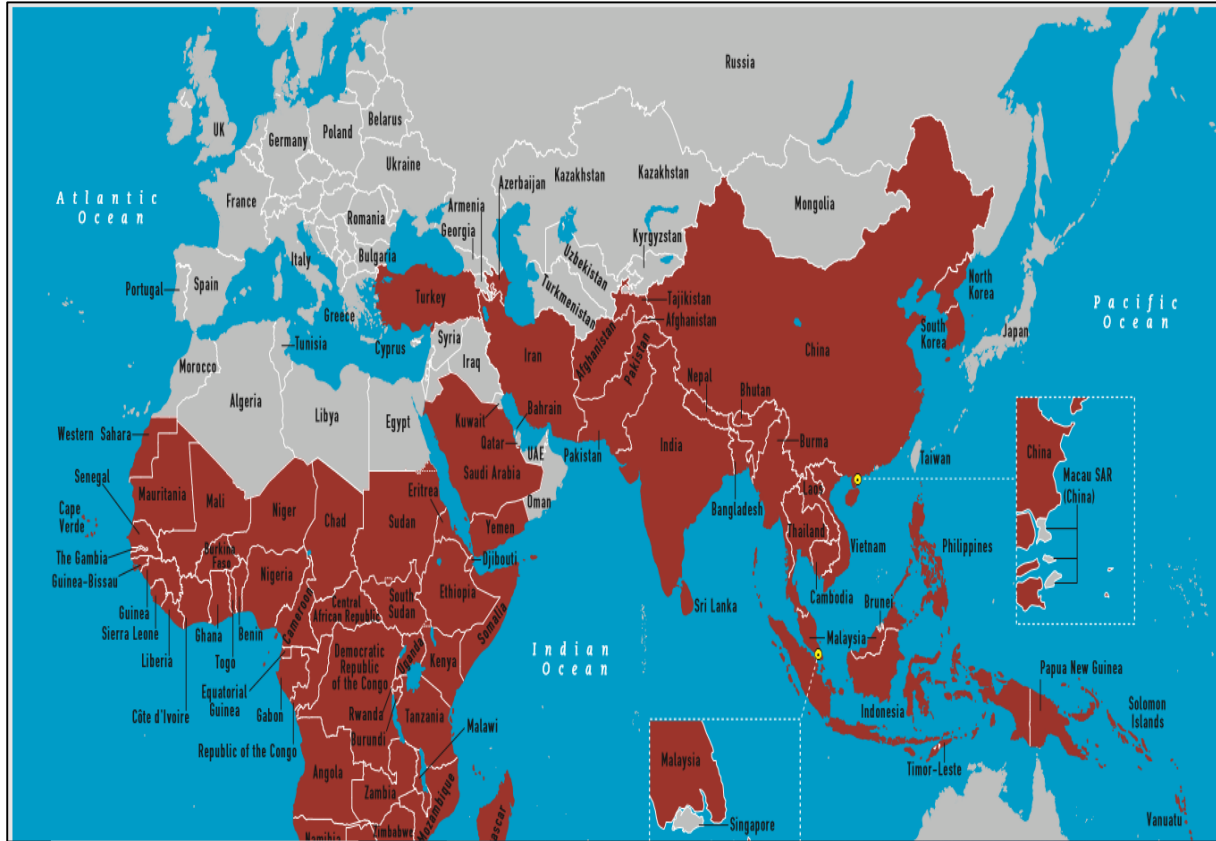 Russia
UK
Belarus
Germany
Poland
Ukraine
Kazakhstan
Kazakhstan
Mongolia
Atlantic
Ocean
France
Romania
Armenia
Azerbaijan
Georgia
Kyrgyzstan
Uzbekistan
Turkmenistan
Bulgaria
Italy
Portugal
Spain
Greece
Turkey
Tajikistan
Afghanistan
North
Korea
South
Korea
Japan
Pacific
Ocean
Tunisia
Cyprus
Syria
Iraq
Iran
Afghanistan
Pakistan
China
Morocco
Algeria
Libya
Egypt
Kuwait
Bahrain
Qatar
UAE
Saudi Arabia
Oman
Pakistan
Nepal
Bhutan
India
Burma
Bangladesh
Taiwan
China
Macau SAR
(China)
Western Sahara
Senegal
Cape
Verde
The Gambia
Guinea-Bissau
Mauritania
Mali
Niger
Chad
Sudan
Eritrea
Yemen
Djibouti
Laos
Thailand
Vietnam
Philippines
Cambodia
Burkina
Faso
Nigeria
Guinea
Sierra Leone
Liberia
Ghana
Togo
Benin
Cameroon
Central
African Republic
South
Sudan
Ethiopia
Somalia
Sri Lanka
Brunei
Malaysia
Equatorial
Guinea
Côte d'Ivoire
Gabon
Republic of the Congo
Democratic
Republic
of the Congo
Uganda
Kenya
Rwanda
Burundi
Tanzania
Malawi
Indian
Ocean
Indonesia
Papua New Guinea
Solomon
Islands
Timor-Leste
Vanuatu
Angola
Zambia
Mozambique
Zimbabwe
Namibia
ascar
Malaysia
Singapore